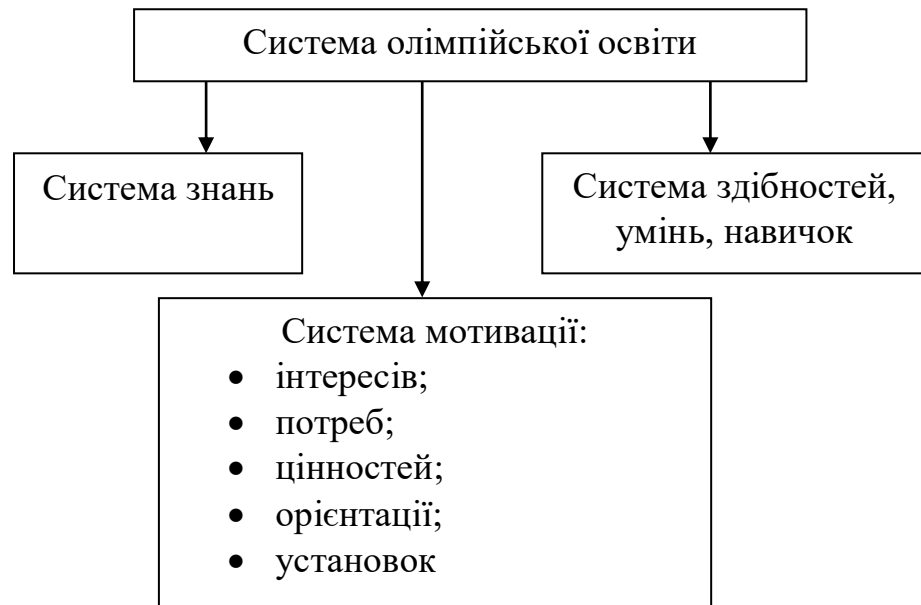 Система олімпійської освіти
Система знань
Система здібностей,
умінь, навичок
Система мотивації:
• інтересів;
• потреб;
• цінностей;
• орієнтації;
• установок